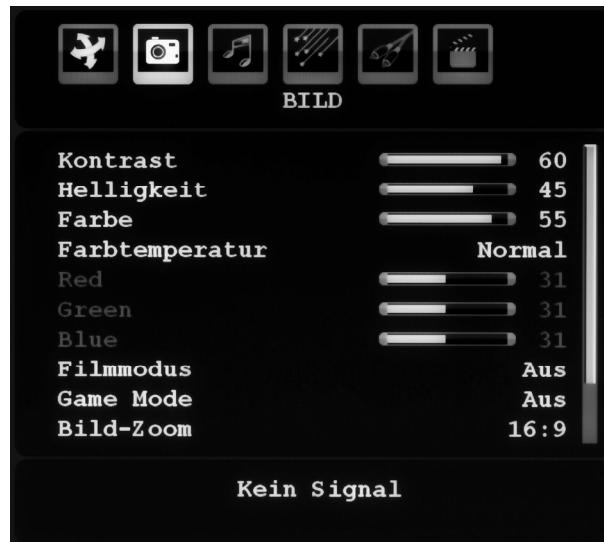 BILD
Kontrast 60
Helligkeit 45
Farbe 55
Farbtemperatur Normal
Red 31
Green 31
Blue 31
Filmmodus Aus
Game Mode Aus
Bild-Zoom 16:9
Kein Signal